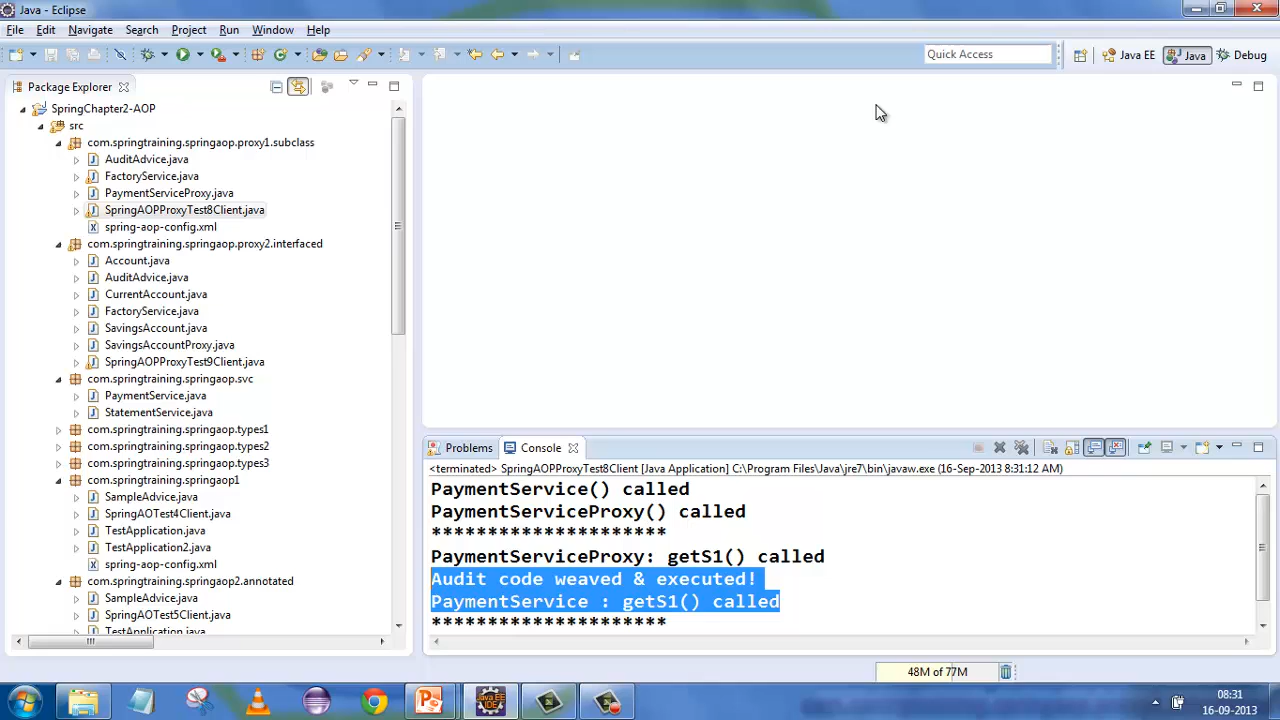 Java - Eclipse
File Edit Navigate Search Project Run Window Help
Quick Access
Java EE
Java
Debug
Package Explorer
SpringChapter2-AOP
src
com.springtraining.springaop.proxy1.subclass
AuditAdvice.java
FactoryService.java
PaymentServiceProxy.java
SpringAOPProxyTest8Client.java
spring-aop-config.xml
com.springtraining.springaop.proxy2.interfaced
Account.java
AuditAdvice.java
CurrentAccount.java
FactoryService.java
SavingsAccount.java
SavingsAccountProxy.java
SpringAOPProxyTest9Client.java
com.springtraining.springaop.svc
PaymentService.java
StatementService.java
com.springtraining.springaop.types1
com.springtraining.springaop.types2
com.springtraining.springaop.types3
com.springtraining.springaop1
SampleAdvice.java
SpringAOTest4Client.java
TestApplication.java
TestApplication2.java
spring-aop-config.xml
com.springtraining.springaop2.annotated
SampleAdvice.java
SpringAOTest5Client.java
TestApplication.java
Problems
Console
<terminated> SpringAOPProxyTest8Client [Java Application] C:\Program Files\Java\jre7\bin\javaw.exe (16-Sep-2013 8:31:12 AM)
PaymentService() called
PaymentServiceProxy() called
*********************
PaymentServiceProxy: getS1() called
Audit code weaved & executed!
PaymentService : getS1() called
*********************
48M of 77M
08:31
16-09-2013